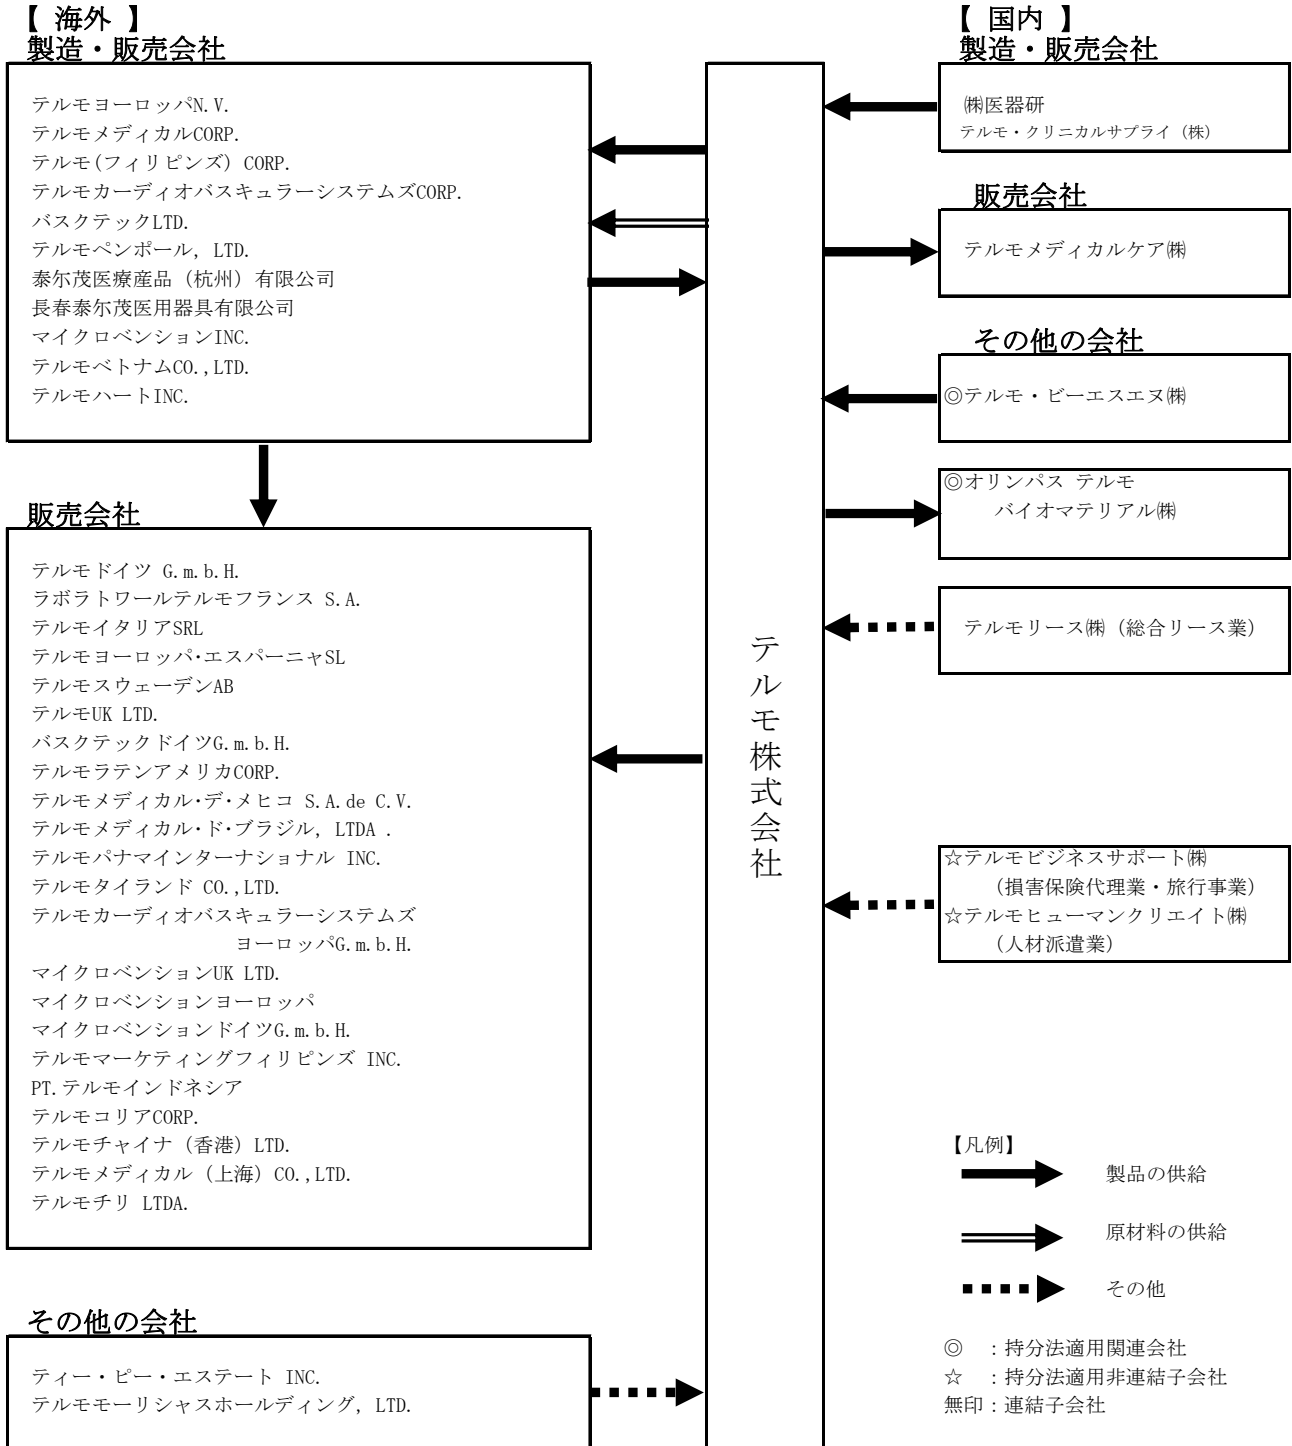 【 海外 】
製造・販売会社
テルモヨーロッパN.V.
テルモメディカルCORP.
テルモ(フィリピンズ) CORP.
テルモカーディオバスキュラーシステムズCORP.
バスクテックLTD.
テルモペンポール, LTD.
泰尔茂医療産品（杭州）有限公司
長春泰尔茂医用器具有限公司
マイクロベンションINC.
テルモベトナムCO.,LTD.
テルモハートINC.
販売会社
テルモドイツ G.m.b.H.
ラボラトワールテルモフランス S.A.
テルモイタリアSRL
テルモヨーロッパ・エスパーニャSL
テルモスウェーデンAB
テルモUK LTD.
バスクテックドイツG.m.b.H.
テルモラテンアメリカCORP.
テルモメディカル・デ・メヒコ S.A.de C.V.
テルモメディカル・ド・ブラジル, LTDA .
テルモパナマインターナショナル INC.
テルモタイランド CO.,LTD.
テルモカーディオバスキュラーシステムズ
ヨーロッパG.m.b.H.
マイクロベンションUK LTD.
マイクロベンションヨーロッパ
マイクロベンションドイツG.m.b.H.
テルモマーケティングフィリピンズ INC.
PT.テルモインドネシア
テルモコリアCORP.
テルモチャイナ（香港）LTD.
テルモメディカル（上海）CO.,LTD.
テルモチリ LTDA.
その他の会社
ティー・ピー・エステート INC.
テルモモーリシャスホールディング, LTD.
テルモ株式会社
【 国内 】
製造・販売会社
㈱医器研
テルモ・クリニカルサプライ（株）
販売会社
テルモメディカルケア㈱
その他の会社
◎テルモ・ビーエスエヌ㈱
◎オリンパス テルモ
バイオマテリアル㈱
テルモリース㈱（総合リース業）
☆テルモビジネスサポート㈱
（損害保険代理業・旅行事業）
☆テルモヒューマンクリエイト㈱
（人材派遣業）
【凡例】
製品の供給
原材料の供給
その他
◎ ：持分法適用関連会社
☆ ：持分法適用非連結子会社
無印：連結子会社